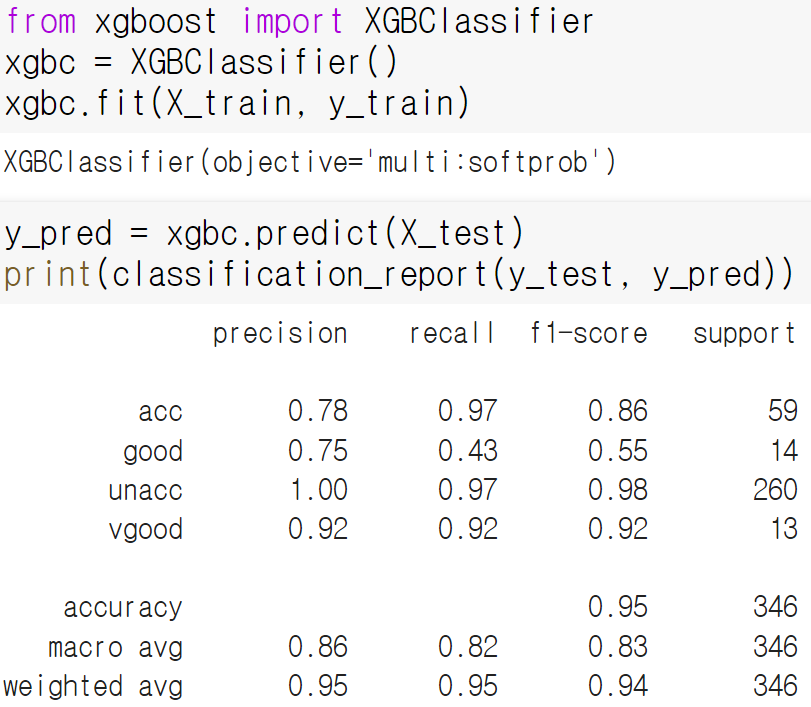 from xgboost import XGBClassifier
xgbc = XGBClassifier()
xgbc.fit(X_train, y_train)
XGBClassifier(objective='multi:softprob')
y_pred = xgbc.predict(X_test)
print(classification_report(y_test, y_pred))
precision recall f1-score support
acc 0.78 0.97 0.86 59
good 0.75 0.43 0.55 14
unacc 1.00 0.97 0.98 260
vgood 0.92 0.92 0.92 13
accuracy 0.95 346
macro avg 0.86 0.82 0.83 346
weighted avg 0.95 0.95 0.94 346